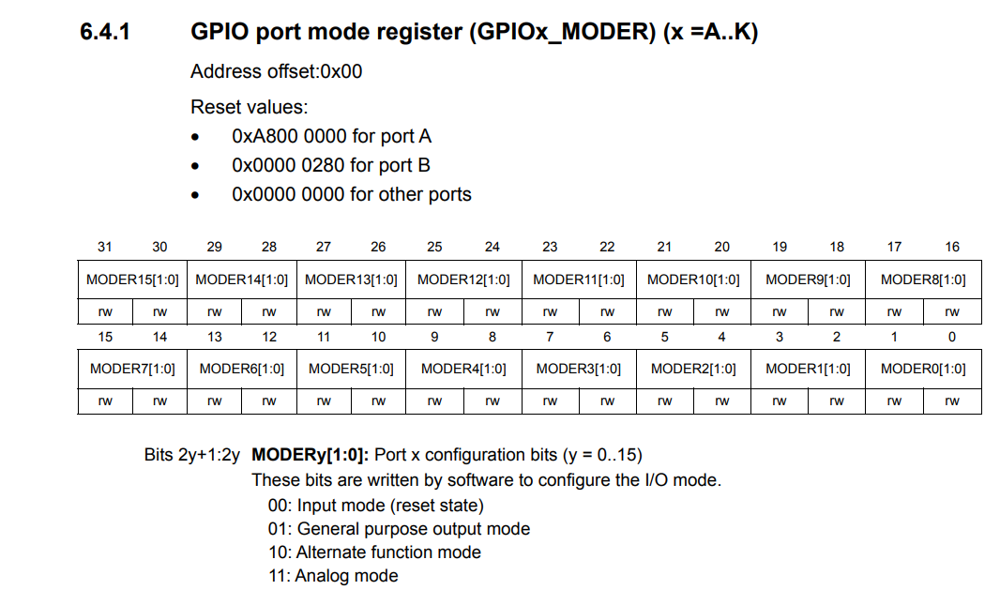 6.4.1 GPIO port mode register (GPIOx_MODER) (x =A..K)
Address offset:0x00
Reset values:
• 0xA800 0000 for port A
• 0x0000 0280 for port B
• 0x0000 0000 for other ports
31 30 29 28 27 26 25 24 23 22 21 20 19 18 17 16
MODER15[1:0] MODER14[1:0] MODER13[1:0] MODER12[1:0] MODER11[1:0] MODER10[1:0] MODER9[1:0] MODER8[1:0]
rw rw rw rw rw rw rw rw rw rw rw rw rw rw rw rw
15 14 13 12 11 10 9 8 7 6 5 4 3 2 1 0
MODER7[1:0] MODER6[1:0] MODER5[1:0] MODER4[1:0] MODER3[1:0] MODER2[1:0] MODER1[1:0] MODER0[1:0]
rw rw rw rw rw rw rw rw rw rw rw rw rw rw rw rw
Bits 2y+1:2y MODERy[1:0]: Port x configuration bits (y = 0..15)
These bits are written by software to configure the I/O mode.
00: Input mode (reset state)
01: General purpose output mode
10: Alternate function mode
11: Analog mode